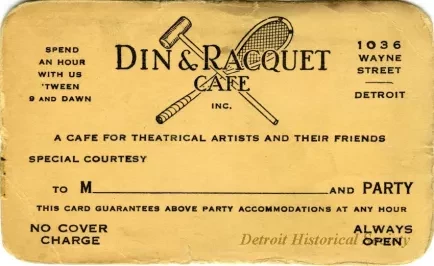 SPEND
AN HOUR
WITH US
'TWEEN
9 AND DAWN
DIN & RACQUET
CAFE
INC.
1036
WAYNE
STREET
DETROIT
A CAFE FOR THEATRICAL ARTISTS AND THEIR FRIENDS
SPECIAL COURTESY
TO M AND PARTY
THIS CARD GUARANTEES ABOVE PARTY ACCOMMODATIONS AT ANY HOUR
NO COVER
CHARGE
ALWAYS
OPEN
Detroit Historical